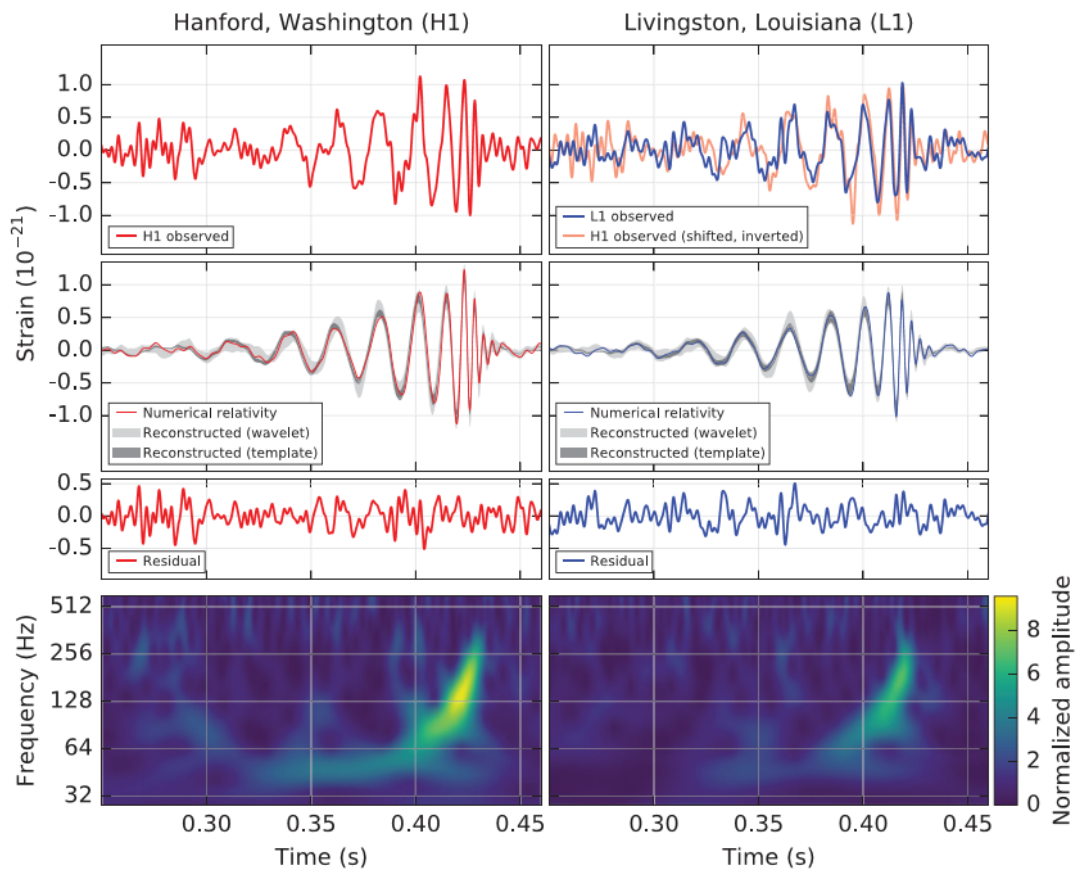 Hanford, Washington (H1)
Livingston, Louisiana (L1)
Strain (10⁻²¹)
1.0
0.5
0.0
-0.5
-1.0
H1 observed
L1 observed
H1 observed (shifted, inverted)
1.0
0.5
0.0
-0.5
-1.0
Numerical relativity
Reconstructed (wavelet)
Reconstructed (template)
Numerical relativity
Reconstructed (wavelet)
Reconstructed (template)
0.5
0.0
-0.5
Residual
Residual
Frequency (Hz)
512
256
128
64
32
0.30
0.35
0.40
0.45
Time (s)
0.30
0.35
0.40
0.45
Time (s)
Normalized amplitude
8
6
4
2
0